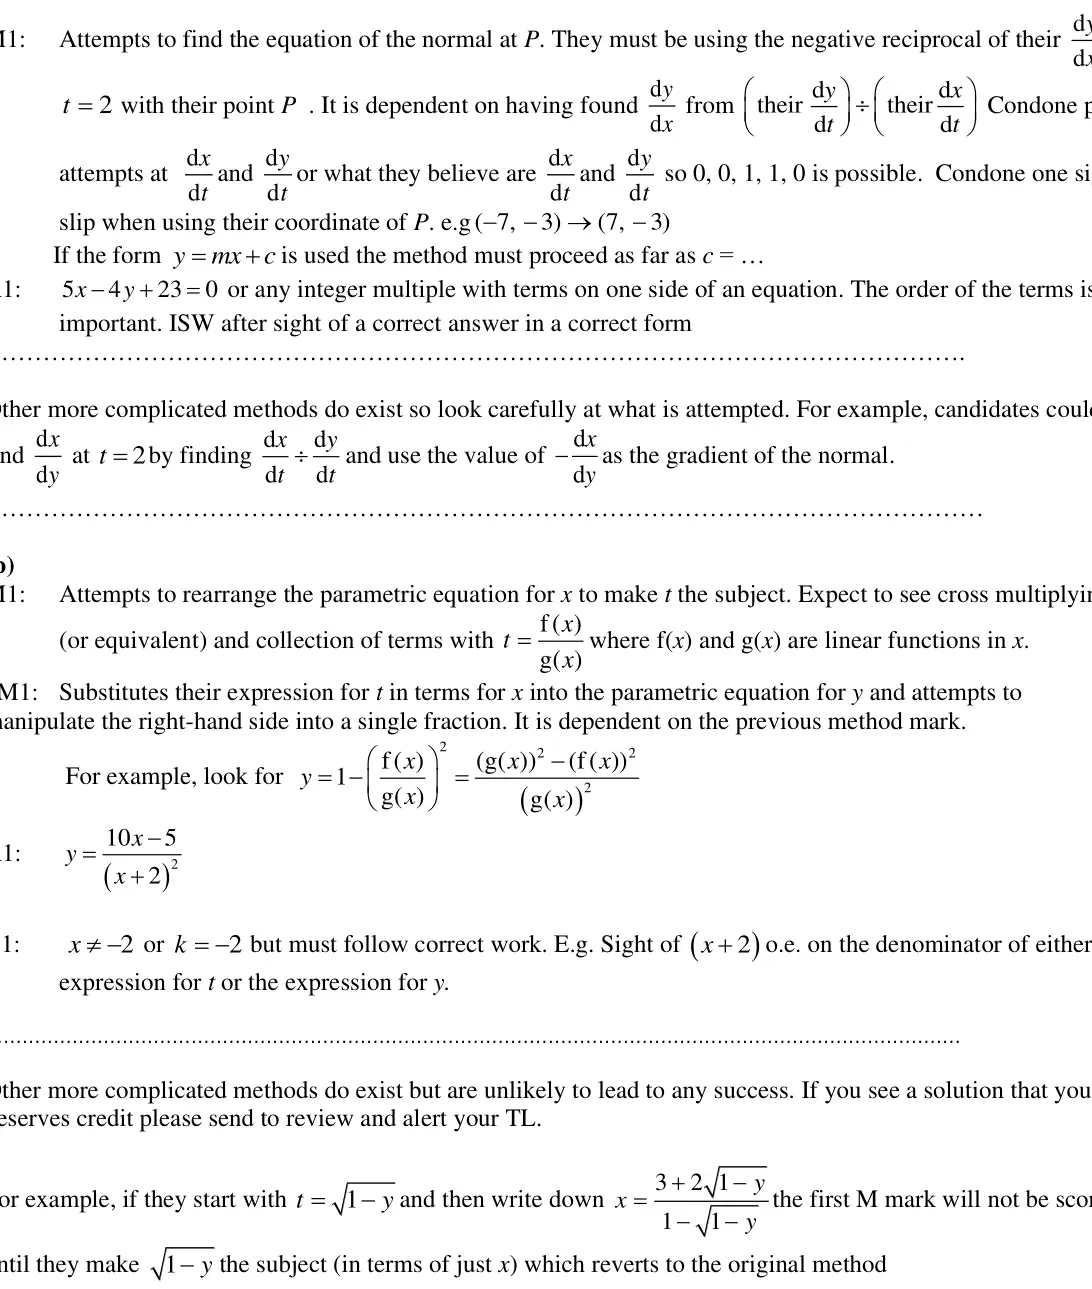 M1: Attempts to find the equation of the normal at P. They must be using the negative reciprocal of their dy/dx
t = 2 with their point P . It is dependent on having found dy/dx from (their dy/dt) ÷ (their dx/dt) Condone p
attempts at dx/dt and dy/dt or what they believe are dx/dt and dy/dt so 0, 0, 1, 1, 0 is possible. Condone one si
slip when using their coordinate of P. e.g (−7, − 3) → (7, − 3)
If the form y = mx + c is used the method must proceed as far as c = …
1: 5x − 4y + 23 = 0 or any integer multiple with terms on one side of an equation. The order of the terms is
important. ISW after sight of a correct answer in a correct form
……………………………………………………………………………………………………….
Other more complicated methods do exist so look carefully at what is attempted. For example, candidates coul
nd dx/dy at t = 2 by finding dx/dt ÷ dy/dt and use the value of − dx/dy as the gradient of the normal.
…………………………………………………………………………………………………………
b)
M1: Attempts to rearrange the parametric equation for x to make t the subject. Expect to see cross multiplyin
(or equivalent) and collection of terms with t = f(x)/g(x) where f(x) and g(x) are linear functions in x.
M1: Substitutes their expression for t in terms for x into the parametric equation for y and attempts to
manipulate the right-hand side into a single fraction. It is dependent on the previous method mark.
For example, look for y = 1 − (f(x)/g(x))² = ((g(x))² − (f(x))²)/(g(x))²
1: y = (10x − 5)/(x + 2)²
1: x ≠ −2 or k = −2 but must follow correct work. E.g. Sight of (x + 2) o.e. on the denominator of either
expression for t or the expression for y.
..........................................................................................................................................................
Other more complicated methods do exist but are unlikely to lead to any success. If you see a solution that you
eserves credit please send to review and alert your TL.
or example, if they start with t = √(1 − y) and then write down x = (3 + 2√(1 − y))/(1 − √(1 − y)) the first M mark will not be scor
ntil they make √(1 − y) the subject (in terms of just x) which reverts to the original method